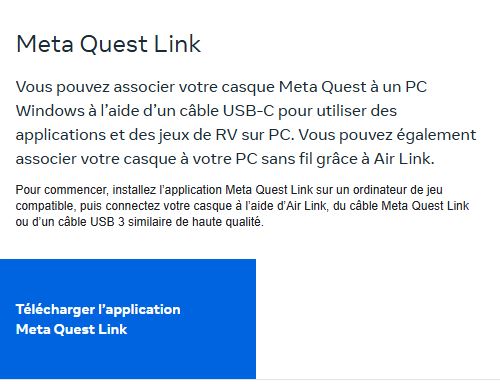 Meta Quest Link
Vous pouvez associer votre casque Meta Quest à un PC
Windows à l’aide d’un câble USB-C pour utiliser des
applications et des jeux de RV sur PC. Vous pouvez également
associer votre casque à votre PC sans fil grâce à Air Link.
Pour commencer, installez l’application Meta Quest Link sur un ordinateur de jeu
compatible, puis connectez votre casque à l’aide d’Air Link, du câble Meta Quest Link
ou d’un câble USB 3 similaire de haute qualité.
Télécharger l’application
Meta Quest Link